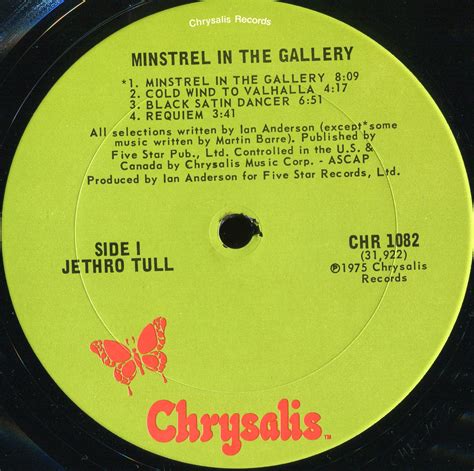 Chrysalis Records
MINSTREL IN THE GALLERY
*1. MINSTREL IN THE GALLERY 8:09
2. COLD WIND TO VALHALLA 4:17
3. BLACK SATIN DANCER 6:51
4. REQUIEM 3:41
All selections written by Ian Anderson (except*some
music written by Martin Barre). Published by
Five Star Pub., Ltd. Controlled in the U.S. &
Canada by Chrysalis Music Corp. - ASCAP
Produced by Ian Anderson for Five Star Records, Ltd.
SIDE I
JETHRO TULL
CHR 1082
(31,922)
℗1975 Chrysalis
Records
Chrysalis™